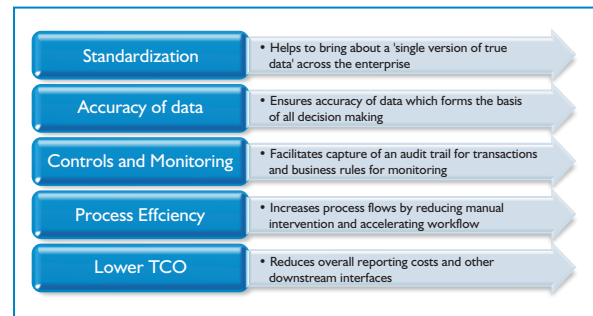 Standardization
• Helps to bring about a 'single version of true
data' across the enterprise
Accuracy of data
• Ensures accuracy of data which forms the basis
of all decision making
Controls and Monitoring
• Facilitates capture of an audit trail for transactions
and business rules for monitoring
Process Effciency
• Increases process flows by reducing manual
intervention and accelerating workflow
Lower TCO
• Reduces overall reporting costs and other
downstream interfaces